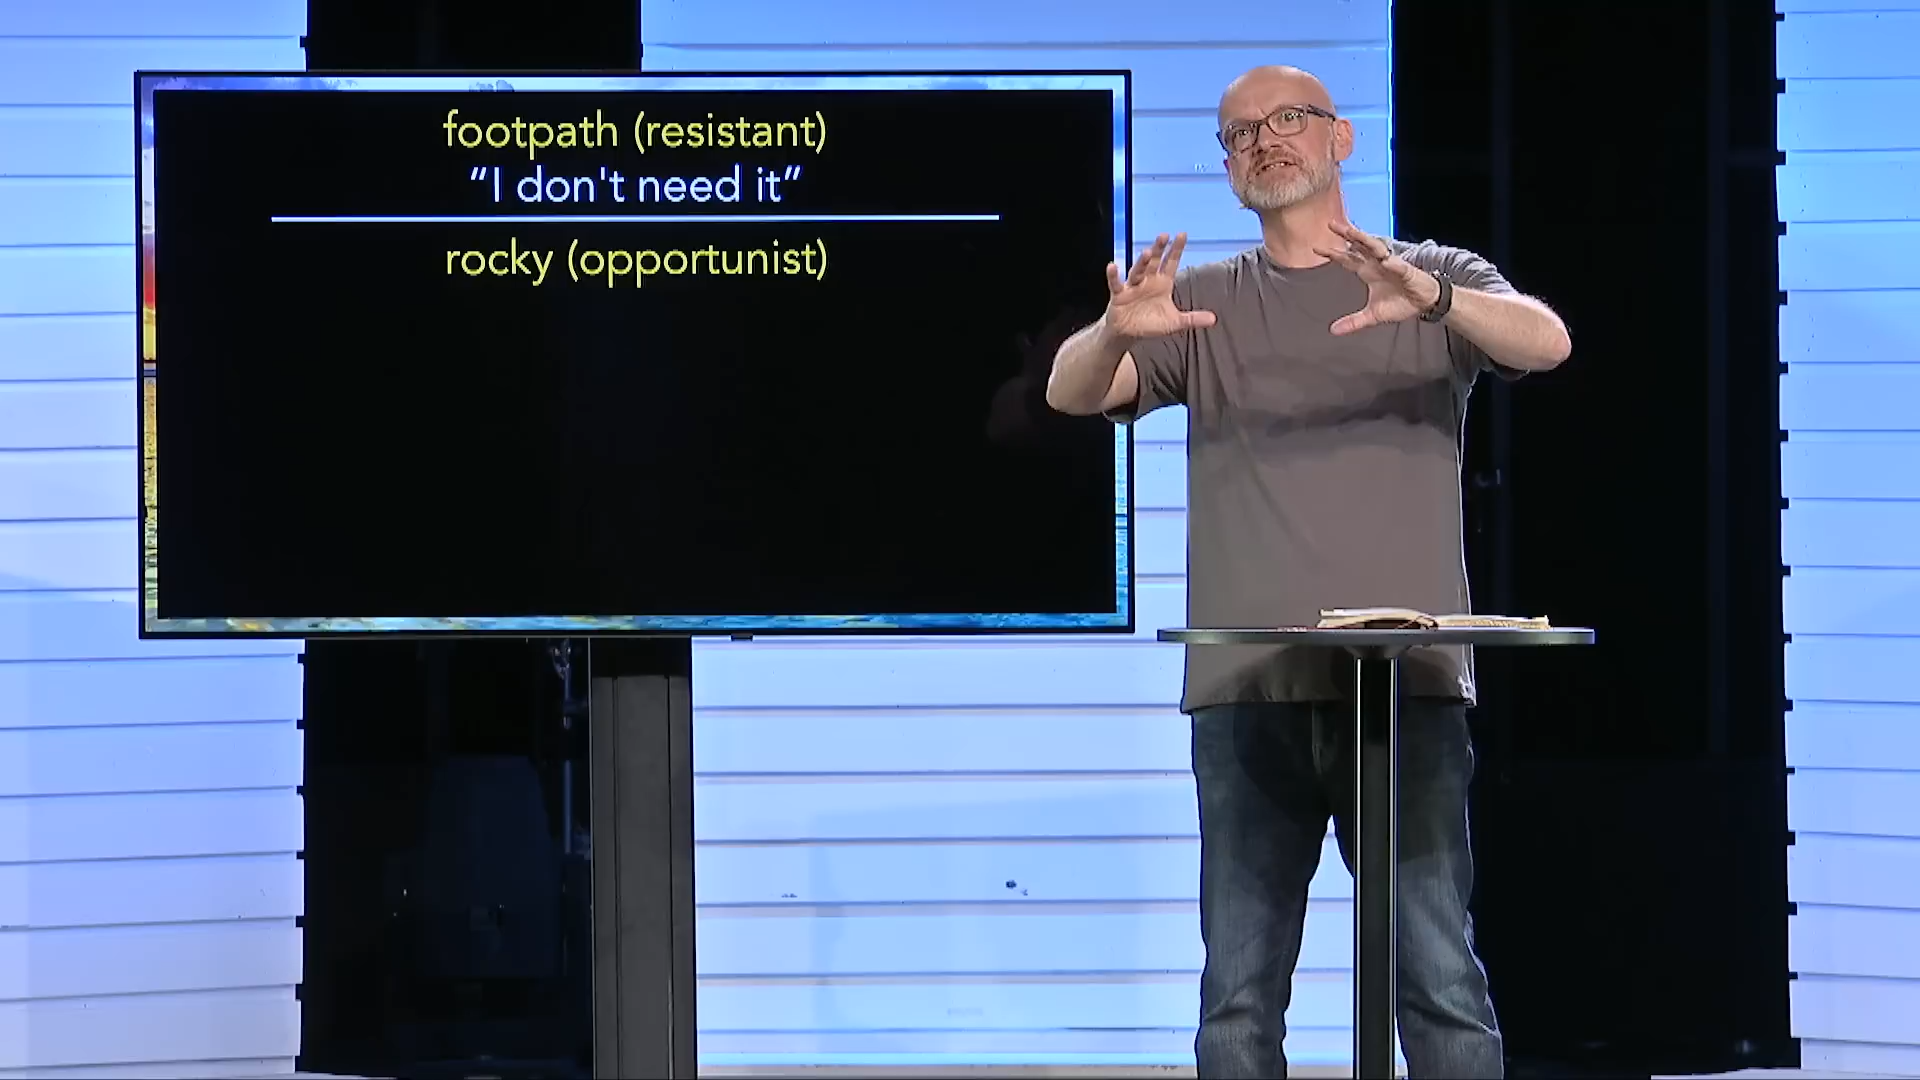 footpath (resistant)
“I don't need it”
rocky (opportunist)